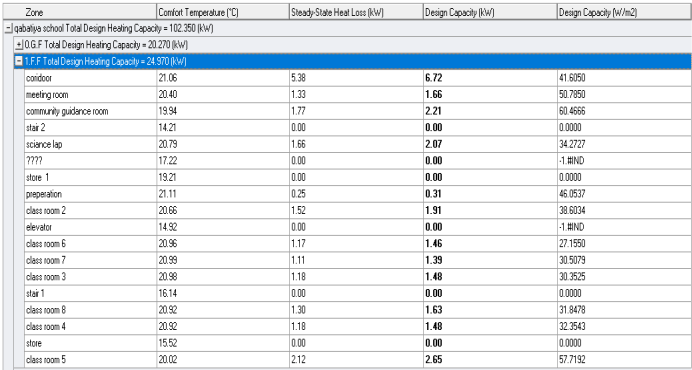 Zone Comfort Temperature (°C) Steady-State Heat Loss (kW) Design Capacity (kW) Design Capacity (W/m2)
qabatiya school Total Design Heating Capacity = 102.350 (kW)
0.G.F Total Design Heating Capacity = 20.270 (kW)
1.F.F Total Design Heating Capacity = 24.970 (kW)
coridoor 21.06 5.38 6.72 41.6050
meeting room 20.40 1.33 1.66 50.7850
community guidance room 19.94 1.77 2.21 60.4666
stair 2 14.21 0.00 0.00 0.0000
sciance lap 20.79 1.66 2.07 34.2727
???? 17.22 0.00 0.00 -1.#IND
store 1 19.21 0.00 0.00 0.0000
preperation 21.11 0.25 0.31 46.0537
class room 2 20.66 1.52 1.91 38.6034
elevator 14.92 0.00 0.00 -1.#IND
class room 6 20.96 1.17 1.46 27.1550
class room 7 20.99 1.11 1.39 30.5079
class room 3 20.98 1.18 1.48 30.3525
stair 1 16.14 0.00 0.00 0.0000
class room 8 20.92 1.30 1.63 31.8478
class room 4 20.92 1.18 1.48 32.3543
store 15.52 0.00 0.00 0.0000
class room 5 20.02 2.12 2.65 57.7192